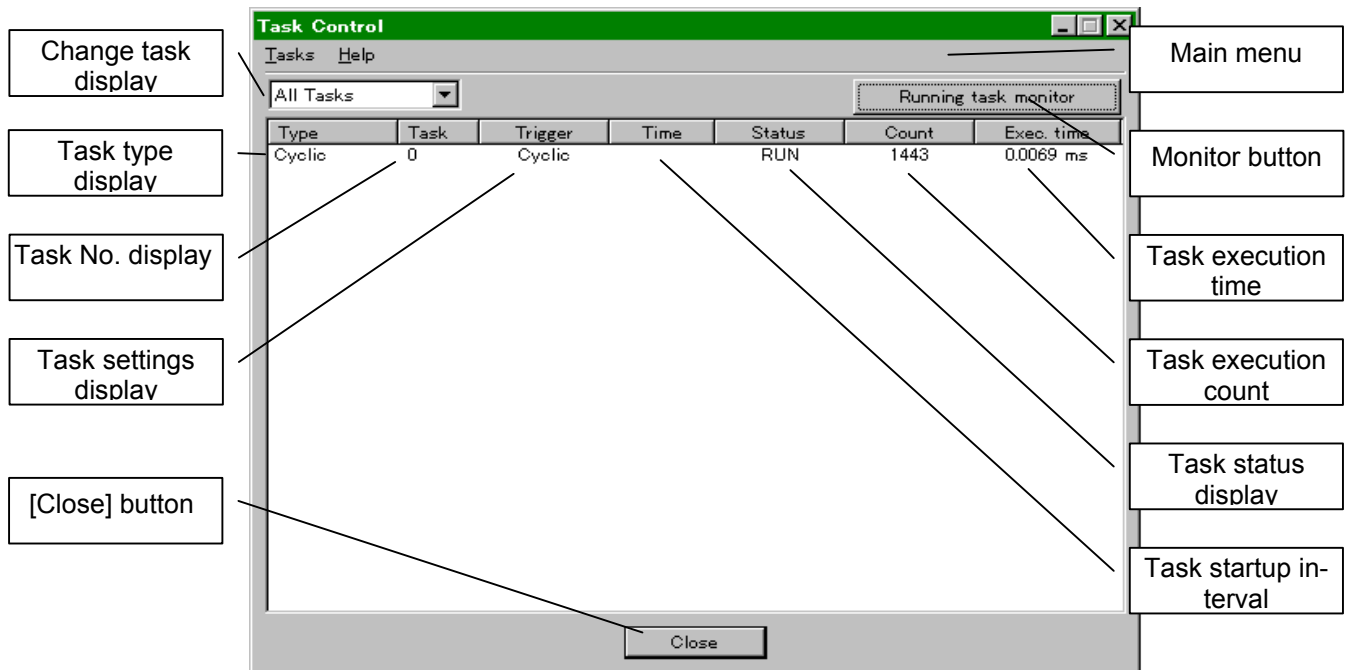 Task Control
Tasks Help
All Tasks
Running task monitor
Type Task Trigger Time Status Count Exec. time
Cyclic 0 Cyclic RUN 1443 0.0069 ms
Close
Change task
display
Task type
display
Task No. display
Task settings
display
[Close] button
Main menu
Monitor button
Task execution
time
Task execution
count
Task status
display
Task startup in-
terval